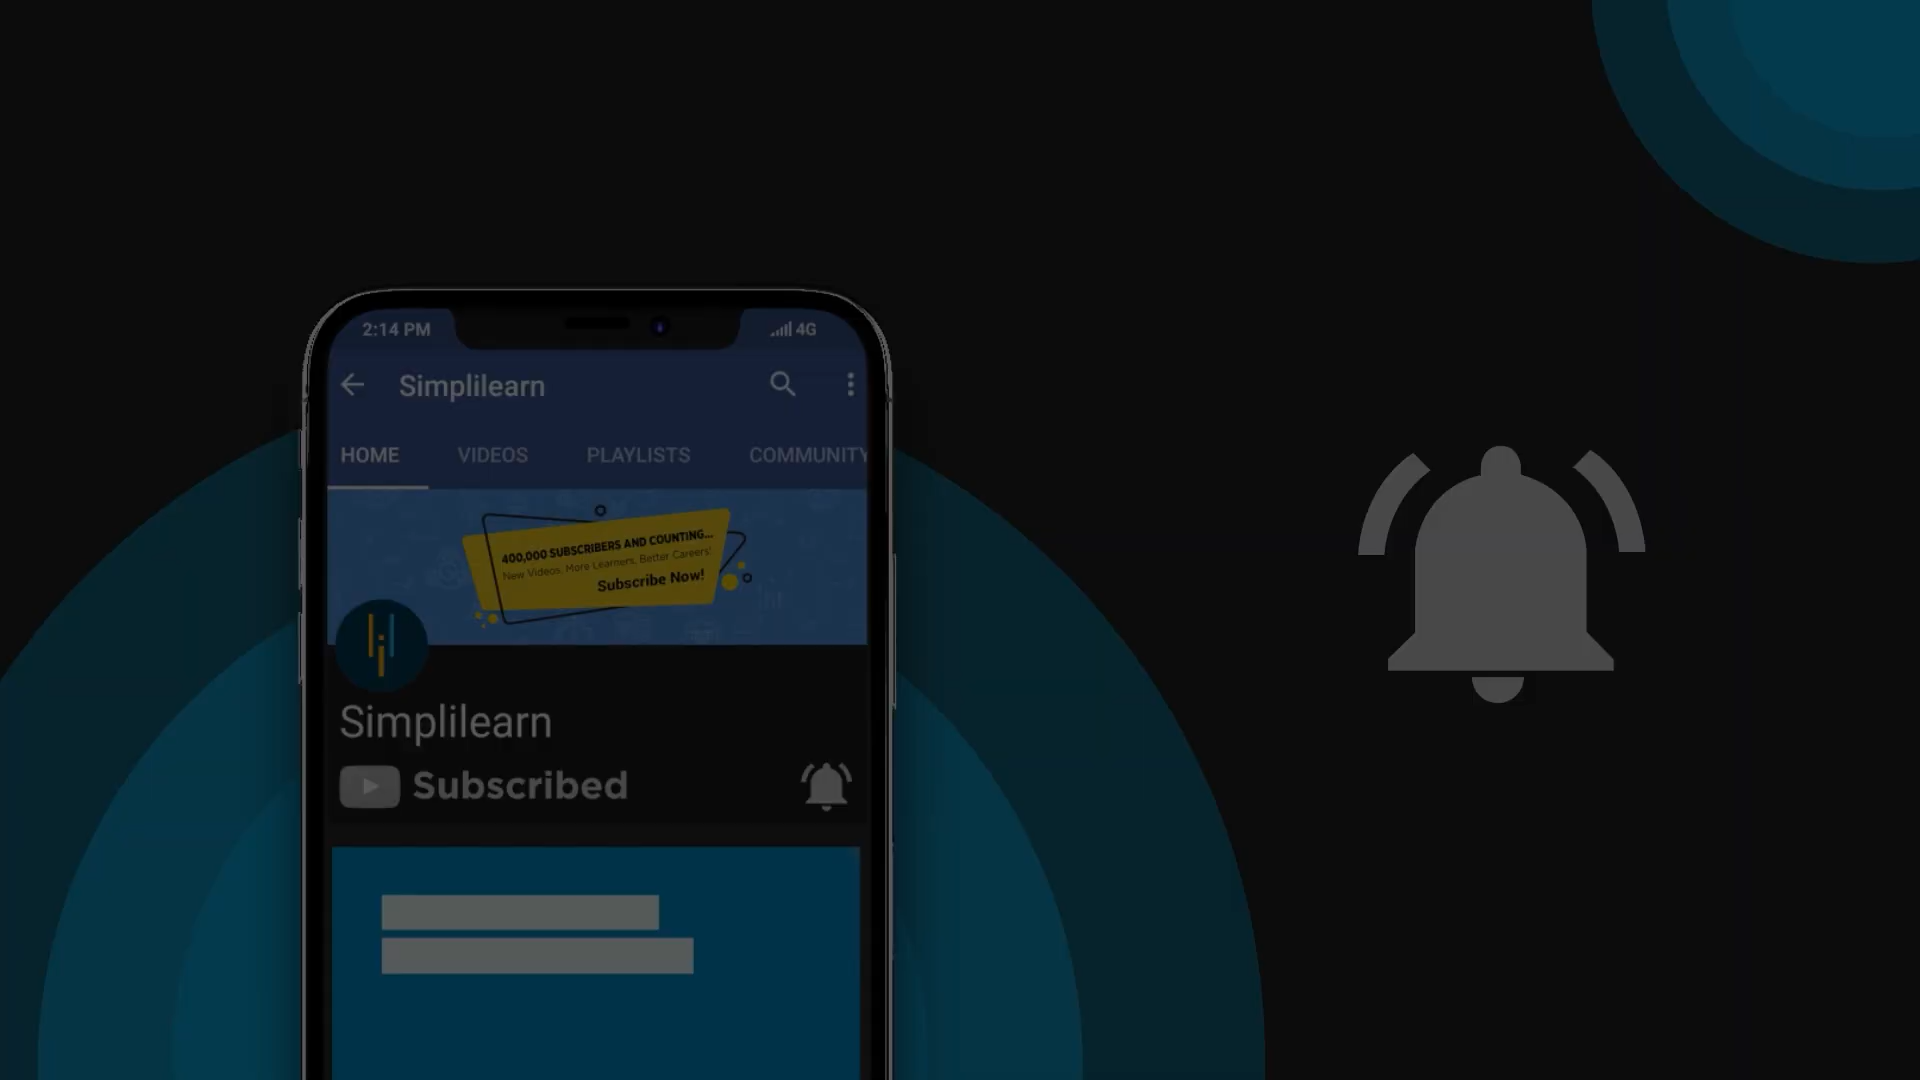 2:14 PM
4G
Simplilearn
HOME VIDEOS PLAYLISTS COMMUNITY
400,000 SUBSCRIBERS AND COUNTING...
New Videos. More Learners. Better Careers!
Subscribe Now!
Simplilearn
Subscribed